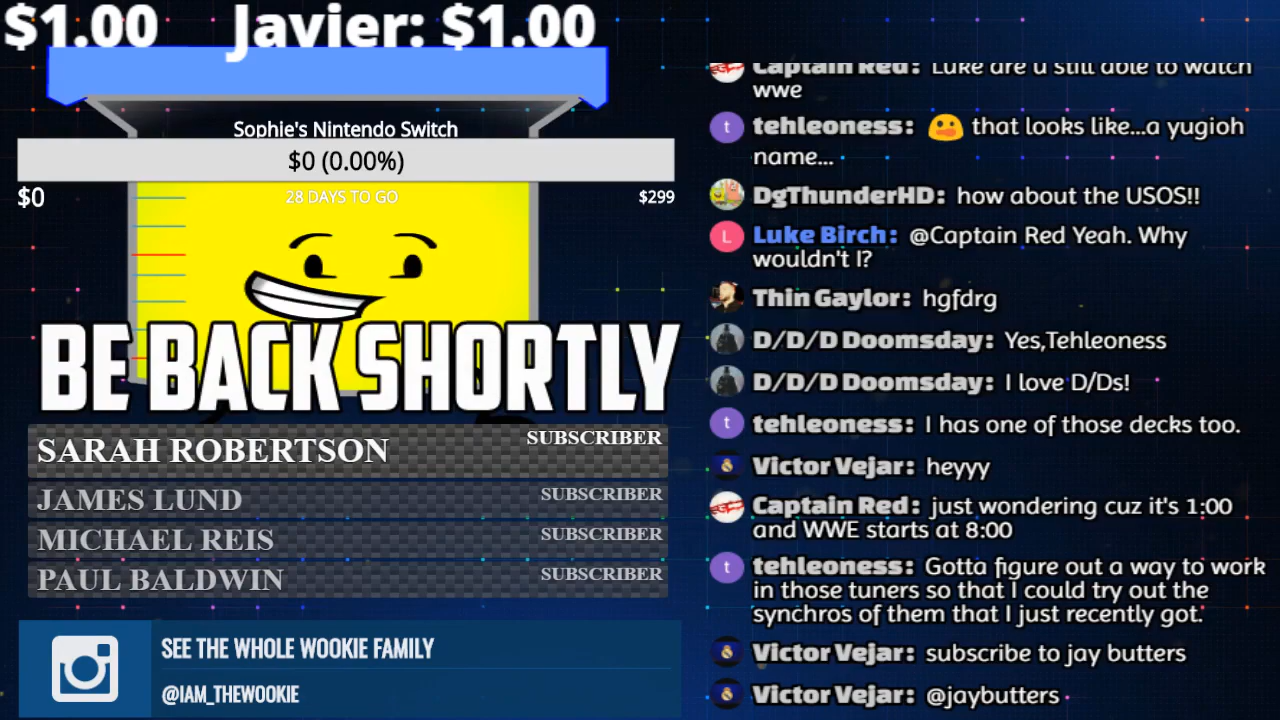 $1.00 Javier: $1.00
Sophie's Nintendo Switch
$0 (0.00%)
$0 28 DAYS TO GO $299
BE BACK SHORTLY
SARAH ROBERTSON SUBSCRIBER
JAMES LUND SUBSCRIBER
MICHAEL REIS SUBSCRIBER
PAUL BALDWIN SUBSCRIBER
SEE THE WHOLE WOOKIE FAMILY
@IAM_THEWOOKIE
Captain Red: Luke are u still able to watch
wwe
t tehleoness: that looks like...a yugioh
name...
DgThunderHD: how about the USOS!!
L Luke Birch: @Captain Red Yeah. Why
wouldn't I?
Thin Gaylor: hgfdrg
D/D/D Doomsday: Yes,Tehleoness
D/D/D Doomsday: I love D/Ds!
t tehleoness: I has one of those decks too.
Victor Vejar: heyyy
Captain Red: just wondering cuz it's 1:00
and WWE starts at 8:00
t tehleoness: Gotta figure out a way to work
in those tuners so that I could try out the
synchros of them that I just recently got.
Victor Vejar: subscribe to jay butters
Victor Vejar: @jaybutters